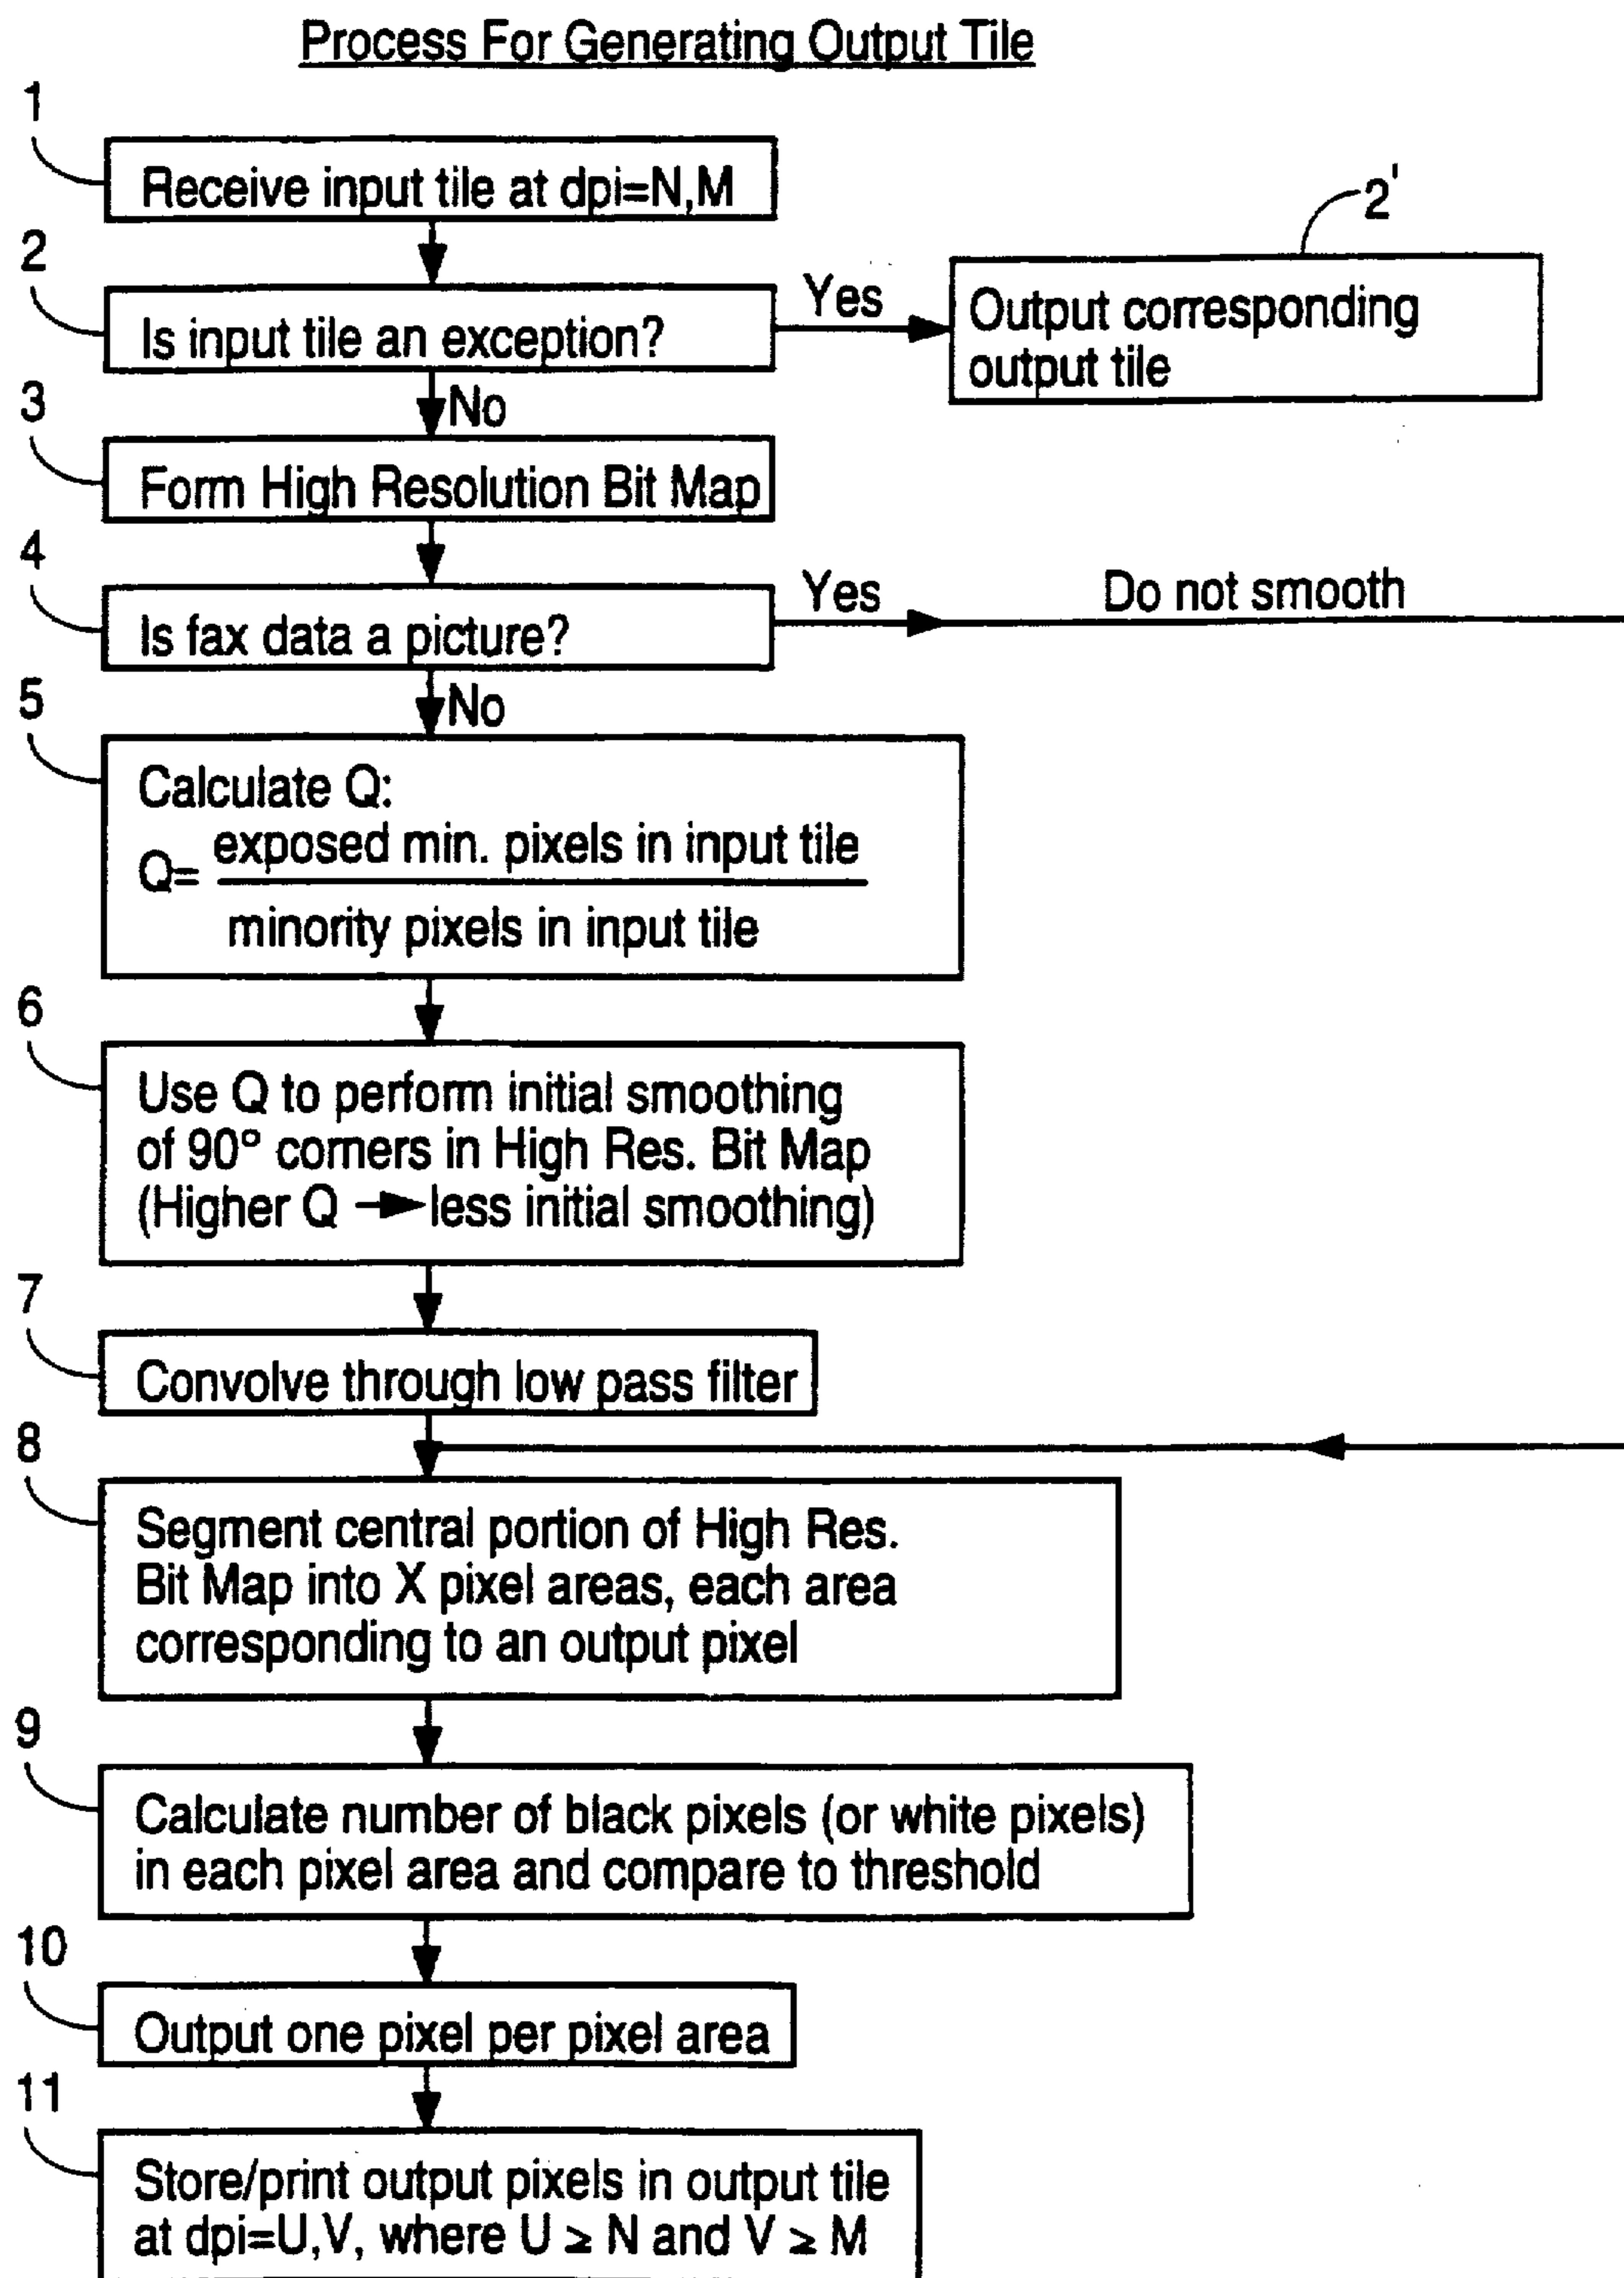 Process For Generating Output Tile
1
Receive input tile at dpi=N,M
2
Is input tile an exception?
Yes
2'
Output corresponding
output tile
No
3
Form High Resolution Bit Map
4
Is fax data a picture?
Yes
Do not smooth
No
5
Calculate Q:
Q= exposed min. pixels in input tile
minority pixels in input tile
6
Use Q to perform initial smoothing
of 90° corners in High Res. Bit Map
(Higher Q → less initial smoothing)
7
Convolve through low pass filter
8
Segment central portion of High Res.
Bit Map into X pixel areas, each area
corresponding to an output pixel
9
Calculate number of black pixels (or white pixels)
in each pixel area and compare to threshold
10
Output one pixel per pixel area
11
Store/print output pixels in output tile
at dpi=U,V, where U ≥ N and V ≥ M